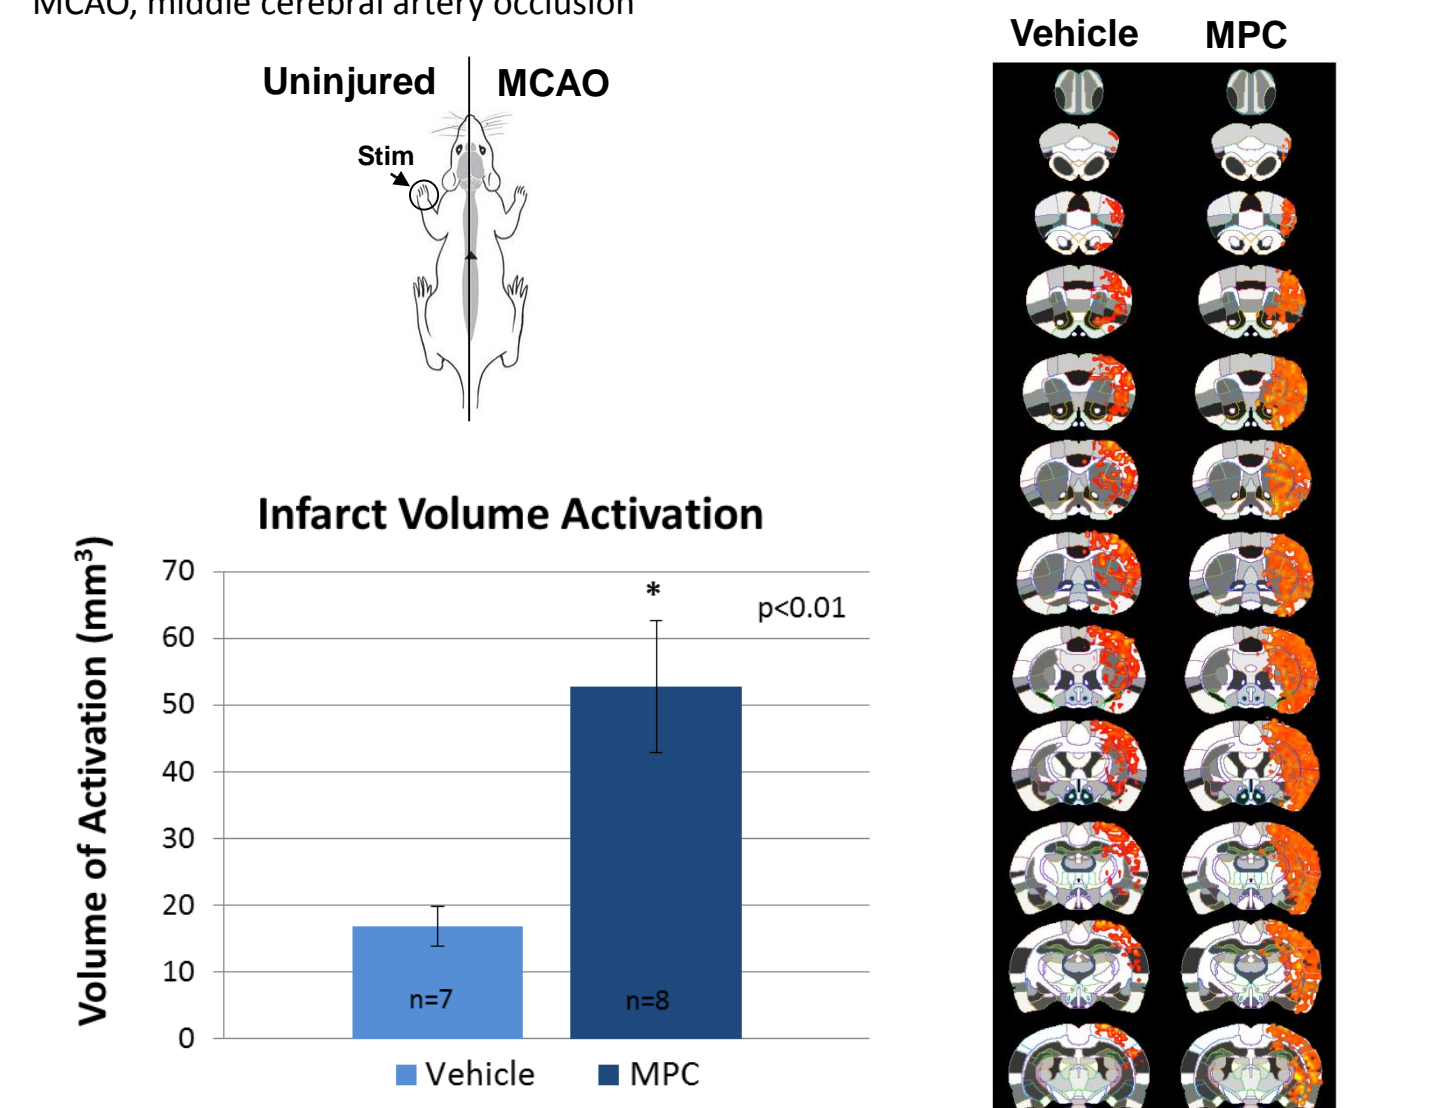 MCAO, middle cerebral artery occlusion
Uninjured MCAO
Stim
Vehicle MPC
Infarct Volume Activation
Volume of Activation (mm³)
70
60
50
40
30
20
10
0
*
p<0.01
n=7 n=8
Vehicle MPC